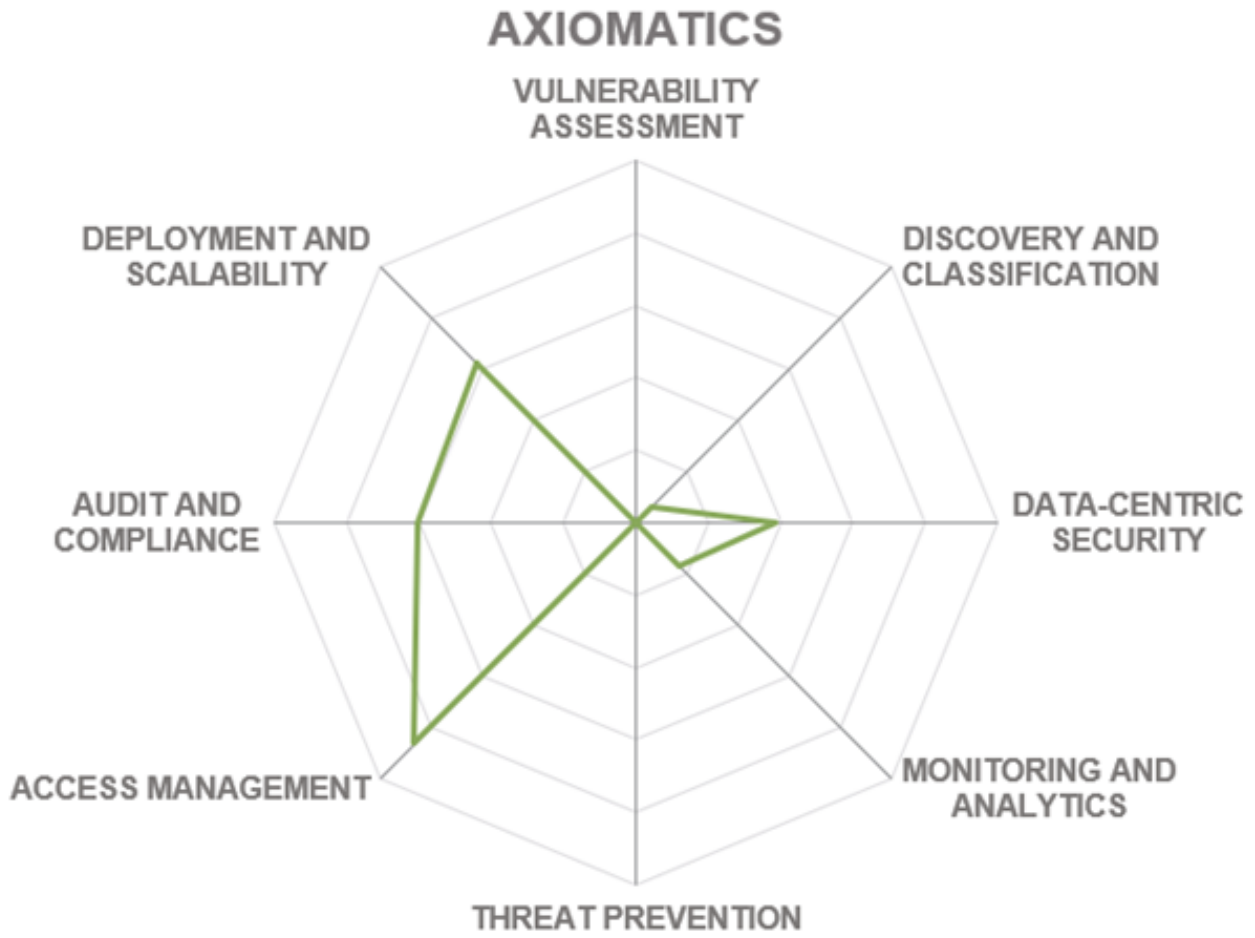 AXIOMATICS
VULNERABILITY
ASSESSMENT
DEPLOYMENT AND
SCALABILITY
DISCOVERY AND
CLASSIFICATION
AUDIT AND
COMPLIANCE
DATA-CENTRIC
SECURITY
ACCESS MANAGEMENT
MONITORING AND
ANALYTICS
THREAT PREVENTION